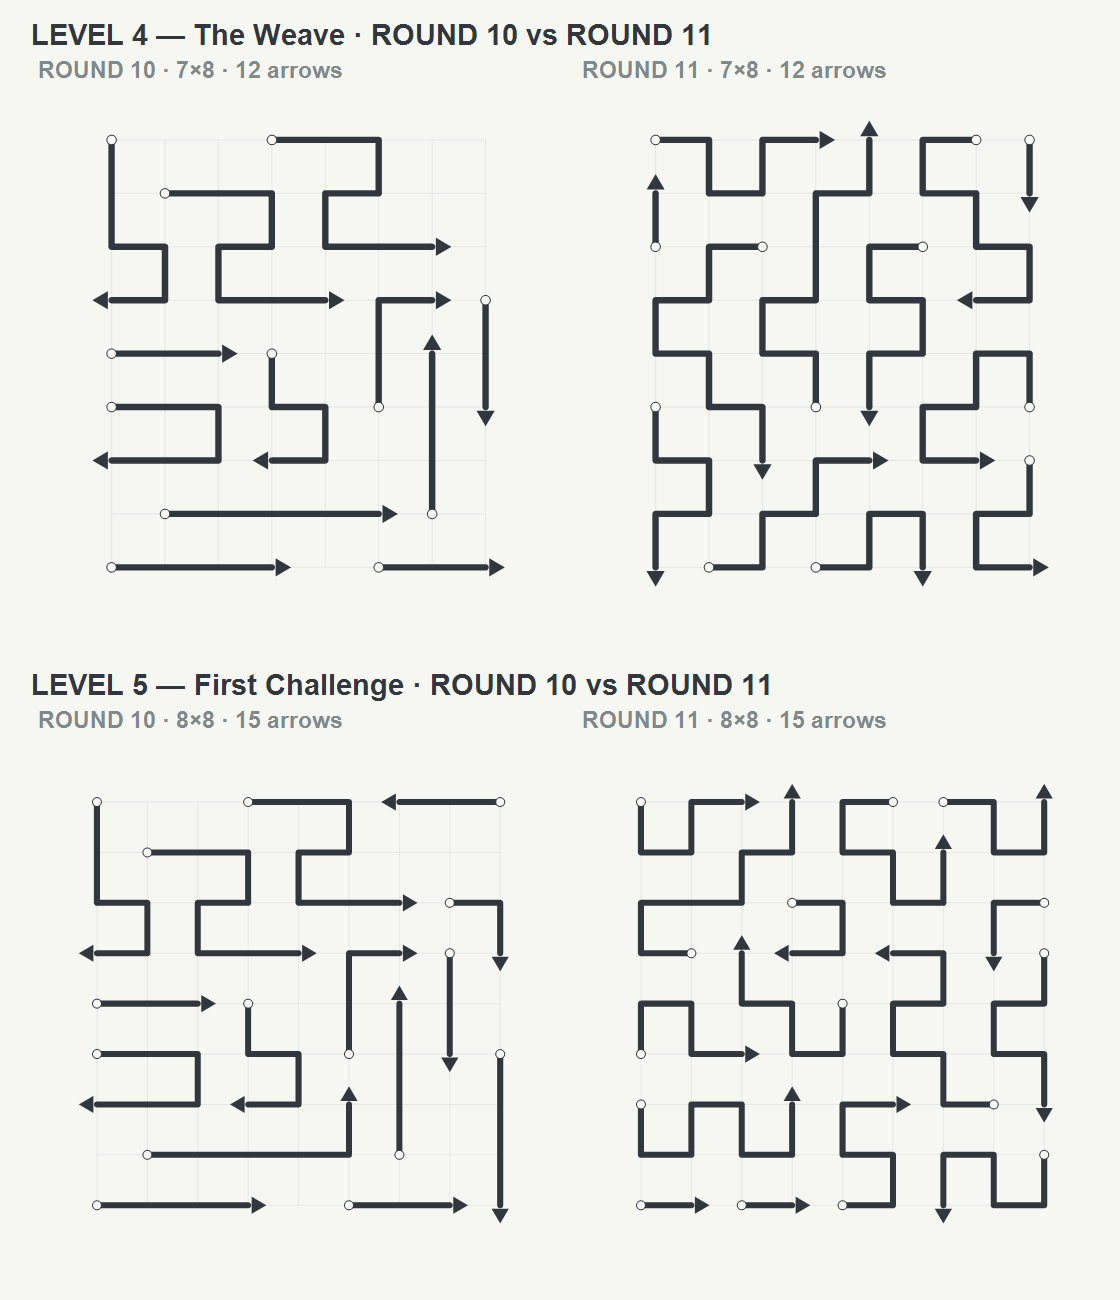 LEVEL 4 — The Weave · ROUND 10 vs ROUND 11
ROUND 10 · 7×8 · 12 arrows
ROUND 11 · 7×8 · 12 arrows
LEVEL 5 — First Challenge · ROUND 10 vs ROUND 11
ROUND 10 · 8×8 · 15 arrows
ROUND 11 · 8×8 · 15 arrows